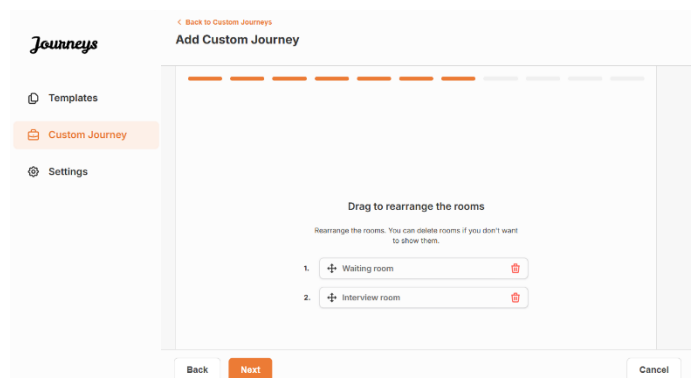 Journeys
Templates
Custom Journey
Settings
Back to Custom Journeys
Add Custom Journey
Drag to rearrange the rooms
Rearrange the rooms. You can delete rooms if you don't want
to show them.
1. Waiting room
2. Interview room
Back Next Cancel